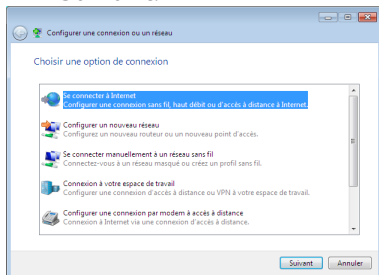 Configurer une connexion ou un réseau
Choisir une option de connexion
Se connecter à Internet
Configurer une connexion sans fil, haut débit ou d'accès à distance à Internet.
Configurer un nouveau réseau
Configurez un nouveau routeur ou un nouveau point d'accès.
Se connecter manuellement à un réseau sans fil
Connectez-vous à un réseau masqué ou créez un profil sans fil.
Connexion à votre espace de travail
Configurer une connexion d'accès à distance ou VPN à votre espace de travail.
Configurer une connexion par modem à accès à distance
Connexion à Internet via une connexion d'accès à distance.
Suivant Annuler